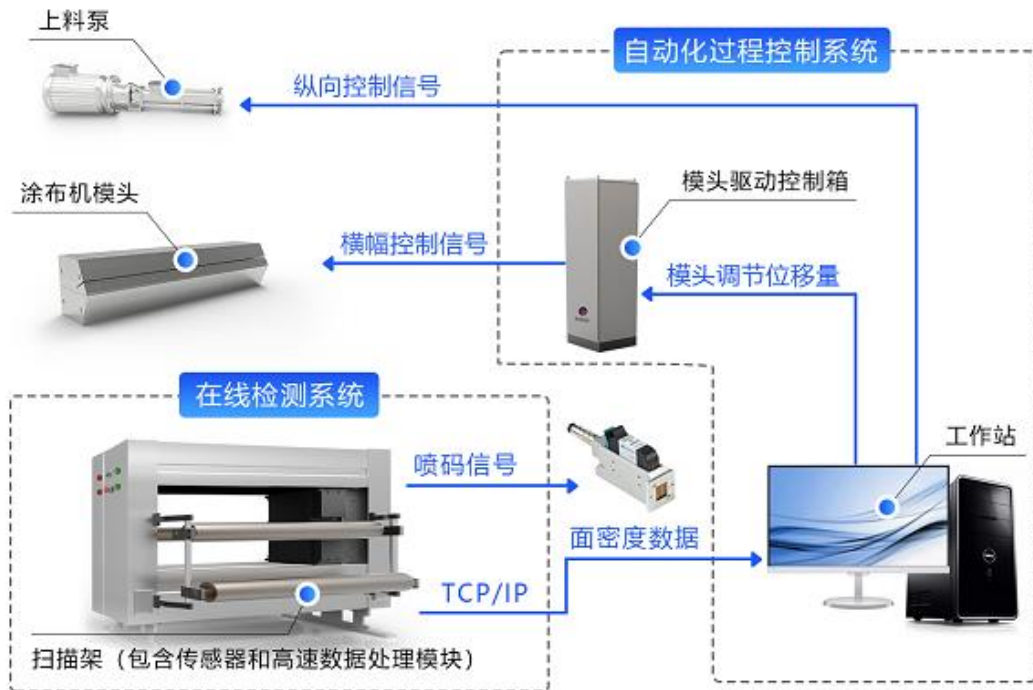 上料泵
自动化过程控制系统
纵向控制信号
涂布机模头
模头驱动控制箱
横幅控制信号
模头调节位移量
在线检测系统
喷码信号
工作站
面密度数据
TCP/IP
扫描架（包含传感器和高速数据处理模块）